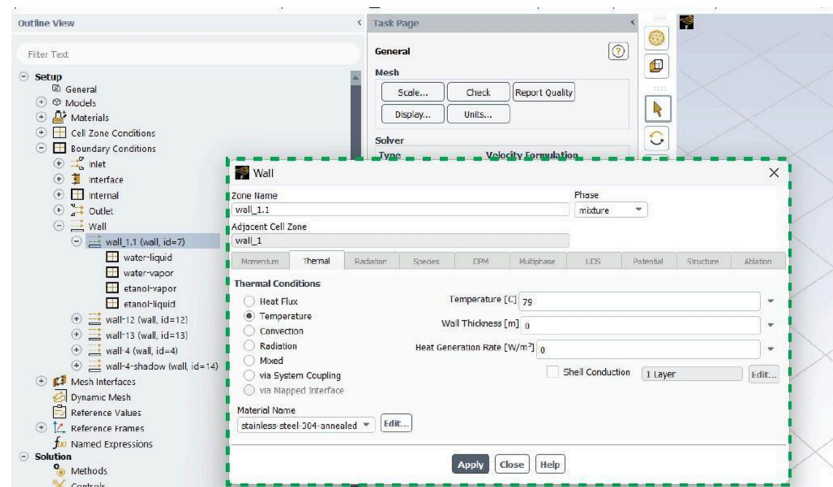 Outline View
Filter Text
Setup
General
Models
Materials
Cell Zone Conditions
Boundary Conditions
Inlet
Interface
Internal
Outlet
Wall
wall_1.1 (wall, id=7)
water-liquid
water-vapor
etanol-vapor
etanol-liquid
wall-12 (wall, id=12)
wall-13 (wall, id=13)
wall-4 (wall, id=4)
wall-4-shadow (wall, id=14)
Mesh Interfaces
Dynamic Mesh
Reference Values
Reference Frames
Named Expressions
Solution
Methods
Controls
Task Page
General
Mesh
Scale... Check Report Quality
Display... Units...
Solver
Type Velocity Formulation
Wall
Zone Name Phase
wall_1.1 mixture
Adjacent Cell Zone
wall_1
Momentum Thermal Radiation Species DPM Multiphase UDS Potential Structure Ablation
Thermal Conditions
Heat Flux
Temperature
Convection
Radiation
Mixed
via System Coupling
via Mapped Interface
Temperature [C] 79
Wall Thickness [m] 0
Heat Generation Rate [W/m³] 0
Shell Conduction 1 Layer Edit...
Material Name
stainless-steel-304-annealed Edit...
Apply Close Help